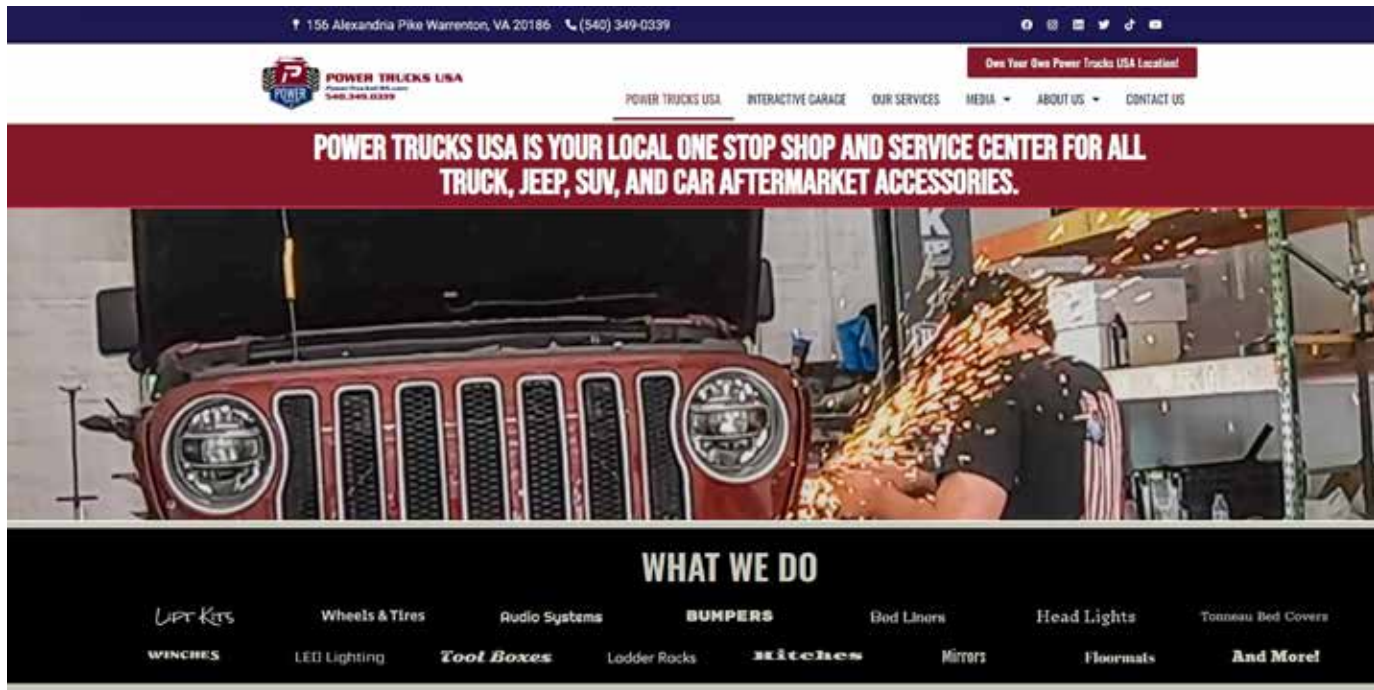 156 Alexandria Pike Warrenton, VA 20186 (540) 349-0339
Own Your Own Power Trucks USA Location!
POWER TRUCKS USA
PowerTrucksUSA.com
540.349.0339
POWER
POWER TRUCKS USA INTERACTIVE GARAGE OUR SERVICES MEDIA ABOUT US CONTACT US
POWER TRUCKS USA IS YOUR LOCAL ONE STOP SHOP AND SERVICE CENTER FOR ALL
TRUCK, JEEP, SUV, AND CAR AFTERMARKET ACCESSORIES.
WHAT WE DO
LIFT KITS Wheels & Tires Audio Systems BUMPERS Bed Liners Head Lights Tonneau Bed Covers
WINCHES LED Lighting Tool Boxes Ladder Racks Hitches Mirrors Floormats And More!